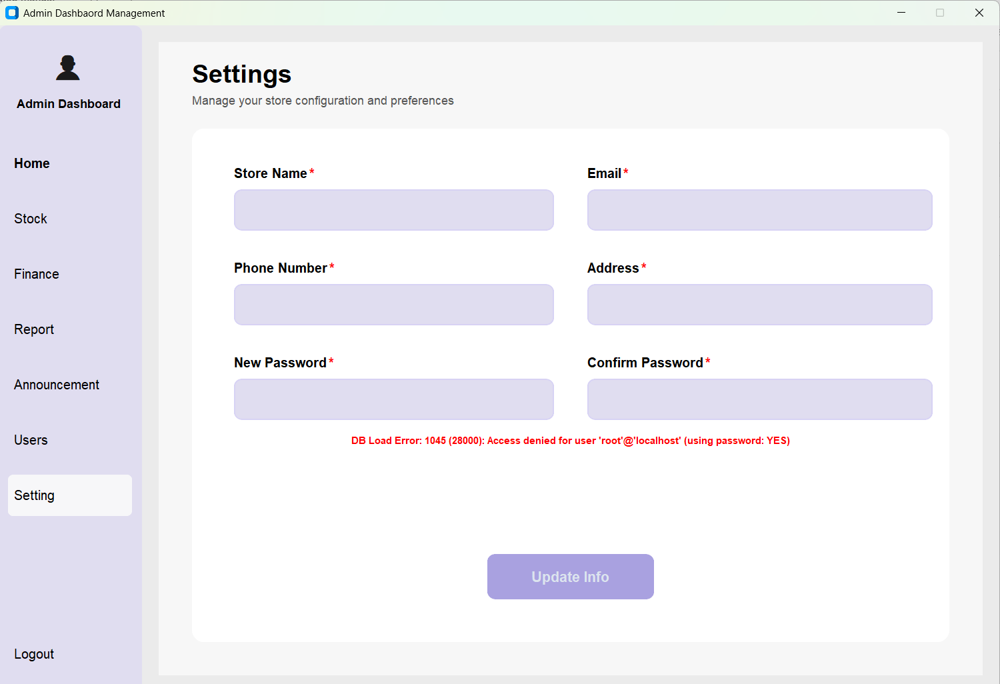 Admin Dashbaord Management
Admin Dashboard
Home
Stock
Finance
Report
Announcement
Users
Setting
Logout
Settings
Manage your store configuration and preferences
Store Name*
Email*
Phone Number*
Address*
New Password*
Confirm Password*
DB Load Error: 1045 (28000): Access denied for user 'root'@'localhost' (using password: YES)
Update Info